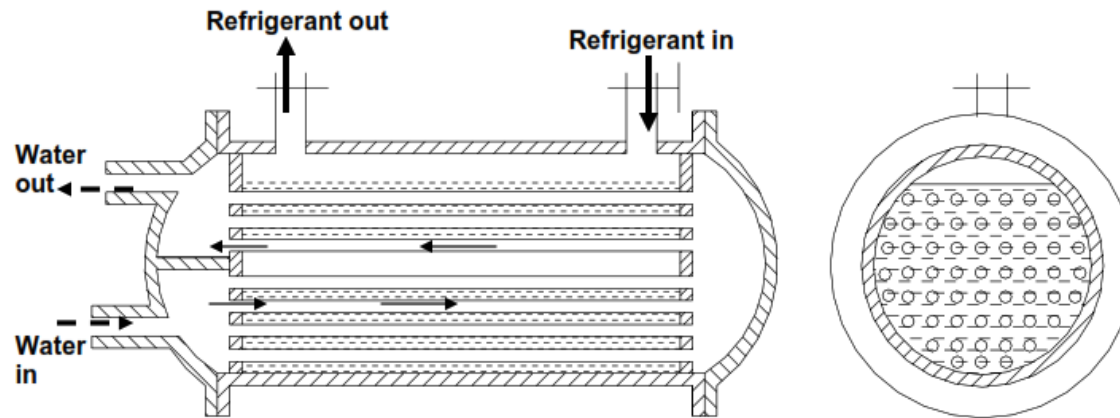 Refrigerant out
Refrigerant in
Water
out
Water
in